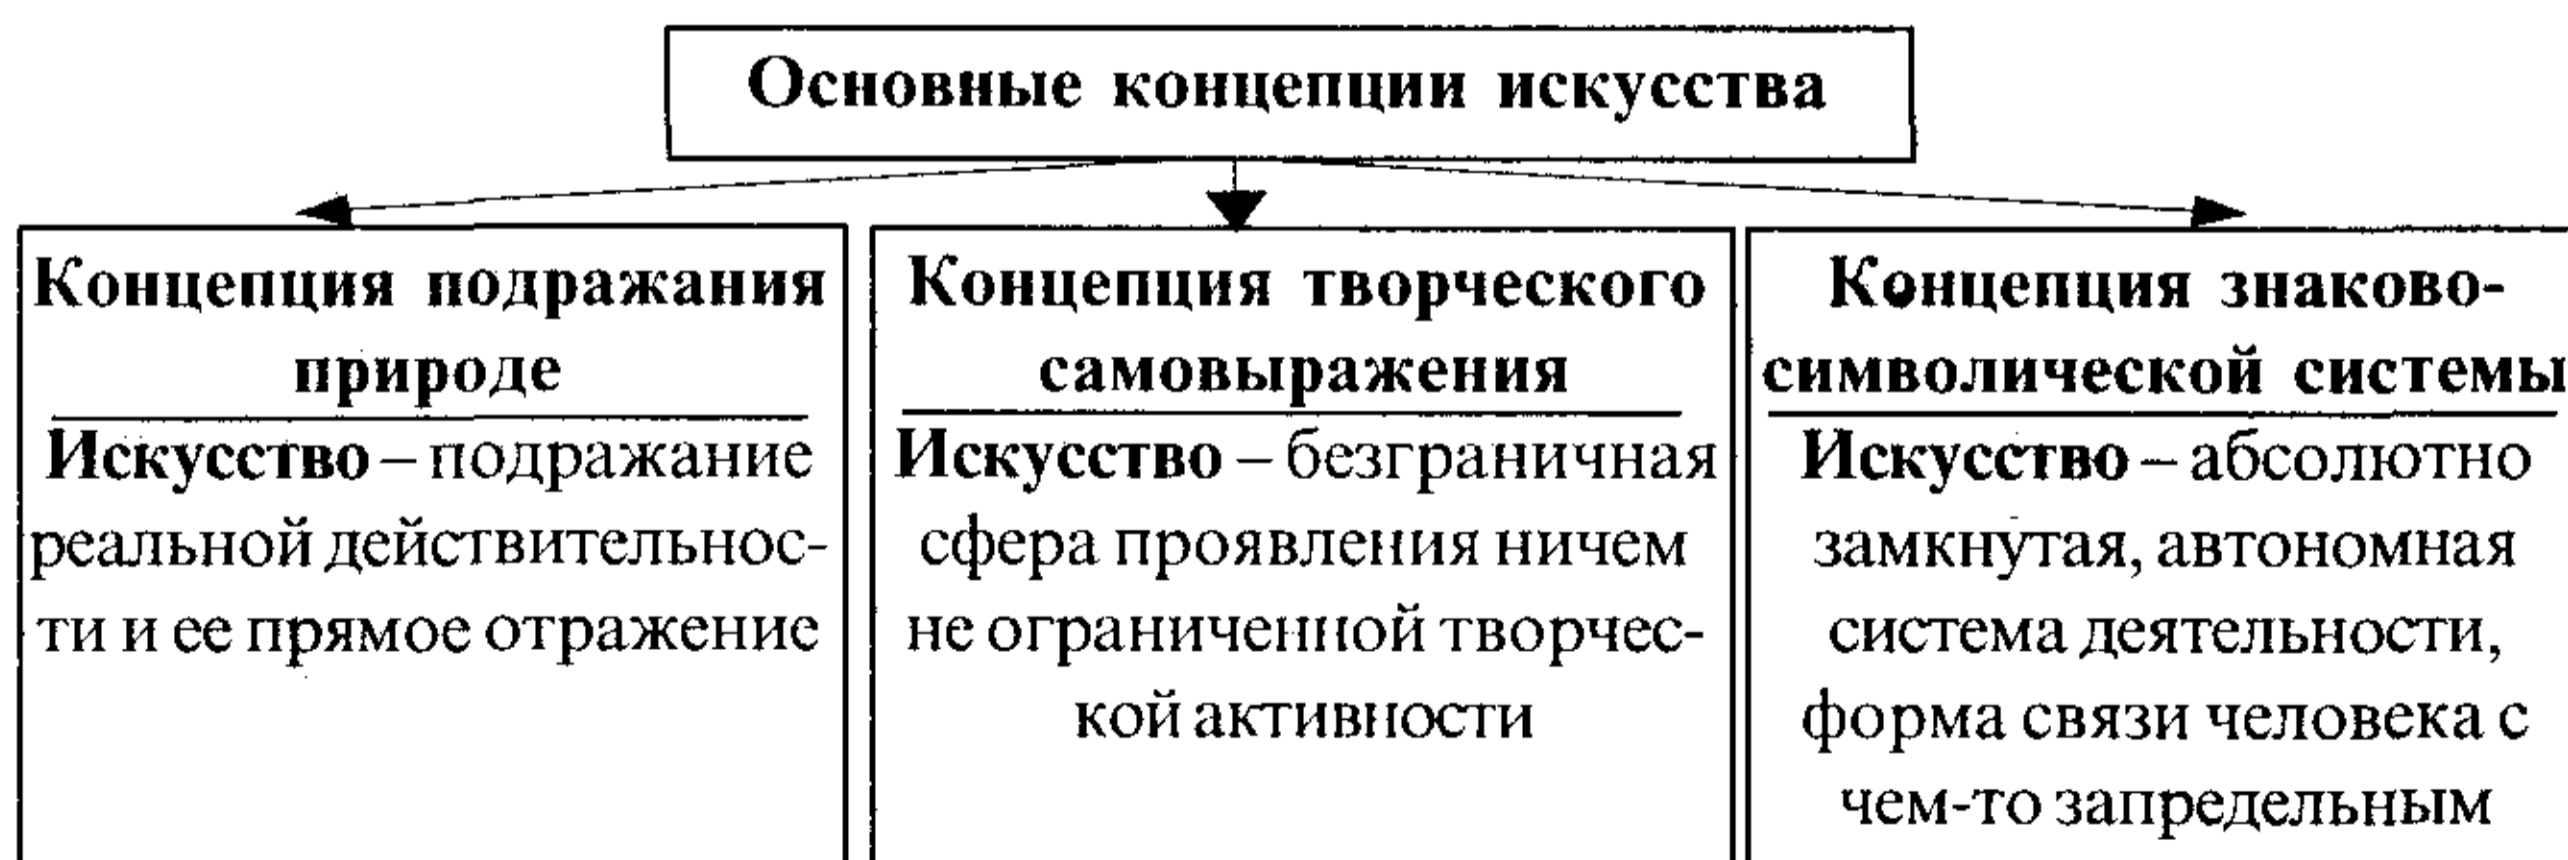 Основные концепции искусства
Концепция подражания
природе
Искусство – подражание
реальной действительнос-
ти и ее прямое отражение
Концепция творческого
самовыражения
Искусство – безграничная
сфера проявления ничем
не ограниченной творчес-
кой активности
Концепция знаково-
символической системы
Искусство – абсолютно
замкнутая, автономная
система деятельности,
форма связи человека с
чем-то запредельным